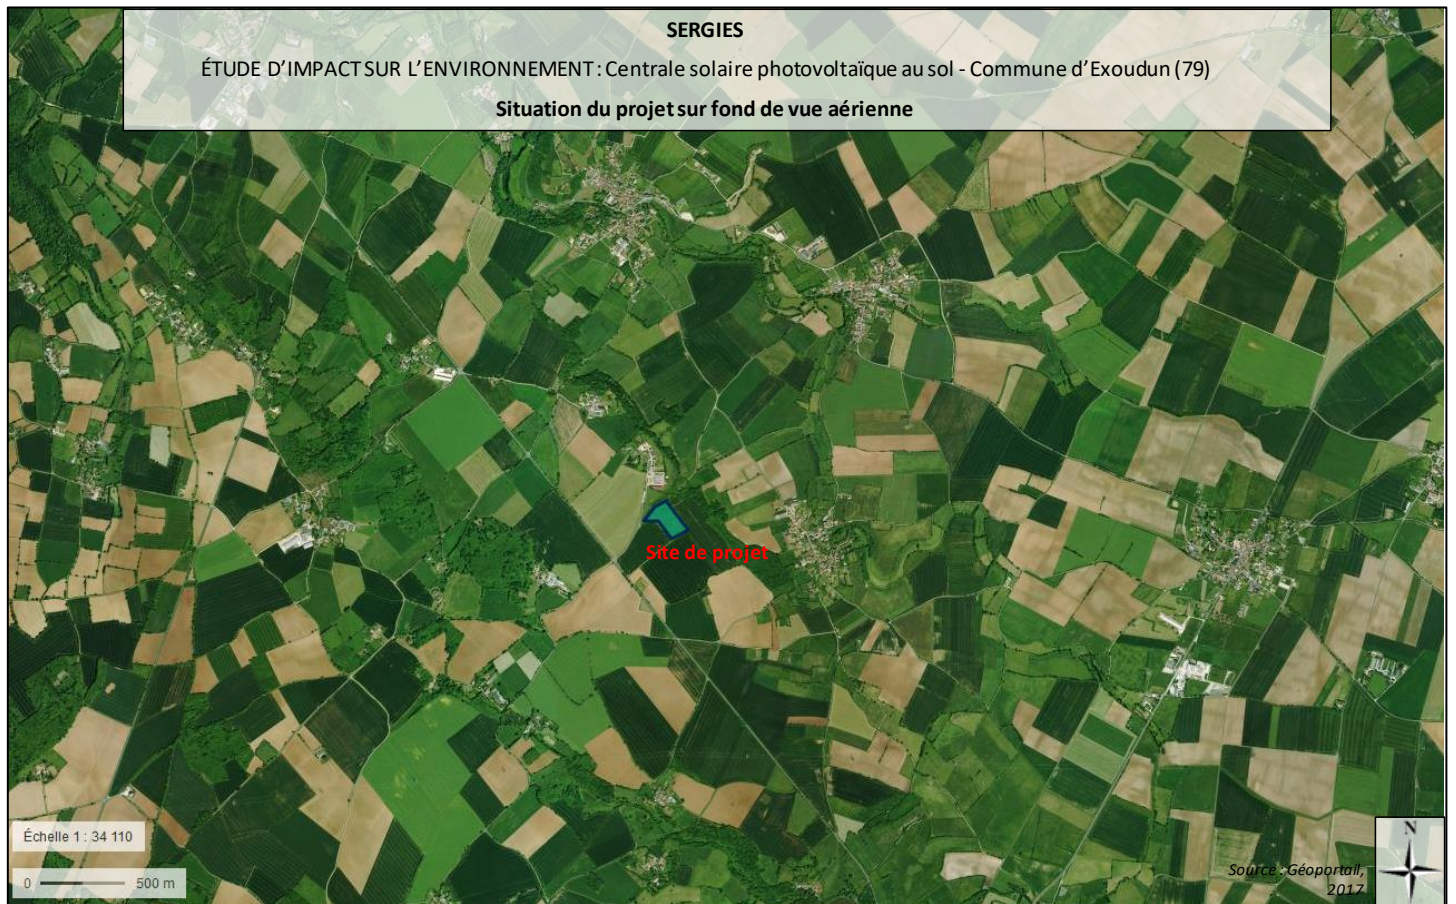 SERGIES
ÉTUDE D'IMPACT SUR L'ENVIRONNEMENT : Centrale solaire photovoltaïque au sol - Commune d'Exoudun (79)
Situation du projet sur fond de vue aérienne
Site de projet
Échelle 1 : 34 110
0 500 m
Source : Géoportail,
2017
N